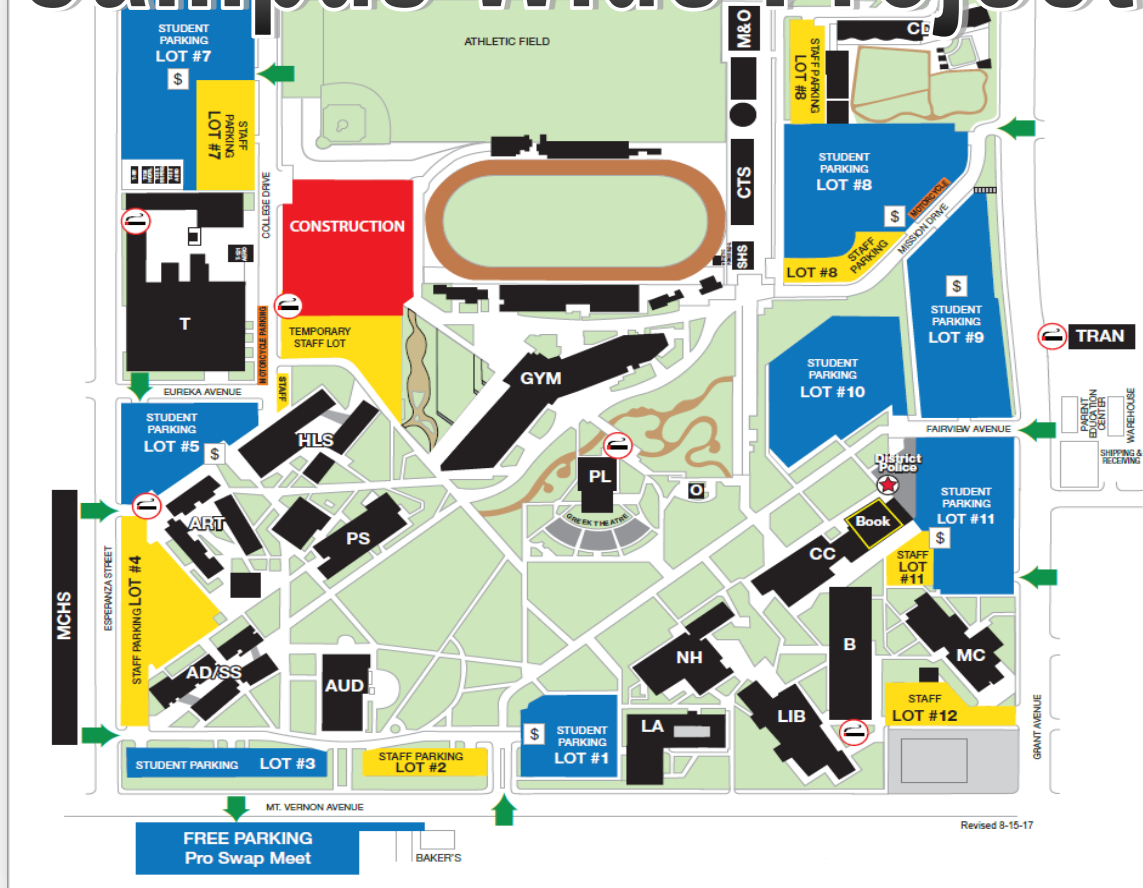 Campus Wide Project
STUDENT
PARKING
LOT #7
$
STAFF
PARKING
LOT #7
ATHLETIC FIELD
M&O
STAFF PARKING
LOT #8
CD
STUDENT
PARKING
LOT #8
$
MOTORCYCLE
MISSION DRIVE
STAFF
PARKING
LOT #8
CTS
SHS
COLLEGE DRIVE
CONSTRUCTION
TEMPORARY
STAFF LOT
MOTORCYCLE PARKING
STAFF
T
EUREKA AVENUE
$
STUDENT
PARKING
LOT #9
TRAN
STUDENT
PARKING
LOT #10
GYM
PARENT
EDUCATION
CENTER
WAREHOUSE
SHIPPING &
RECEIVING
FAIRVIEW AVENUE
STUDENT
PARKING
LOT #5
$
HLS
PL
GREEK THEATRE
O
District
Police
Book
CC
STUDENT
PARKING
LOT #11
$
STAFF
LOT
#11
ART
PS
MCHS
ESPERANZA STREET
STAFF PARKING LOT #4
AD/SS
AUD
NH
B
MC
LIB
LA
STAFF
LOT #12
GRANT AVENUE
$
STUDENT
PARKING
LOT #1
STUDENT PARKING LOT #3
STAFF PARKING
LOT #2
MT. VERNON AVENUE
Revised 8-15-17
FREE PARKING
Pro Swap Meet
BAKER'S